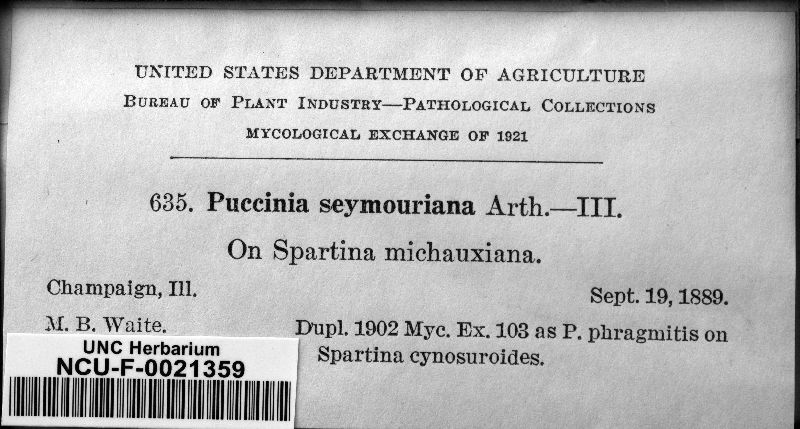 UNITED STATES DEPARTMENT OF AGRICULTURE
BUREAU OF PLANT INDUSTRY—PATHOLOGICAL COLLECTIONS
MYCOLOGICAL EXCHANGE OF 1921
635. Puccinia seymouriana Arth.—III.
On Spartina michauxiana.
Champaign, Ill.
Sept. 19, 1889.
M. B. Waite.
Dupl. 1902 Myc. Ex. 103 as P. phragmitis on
Spartina cynosuroides.
UNC Herbarium
NCU-F-0021359